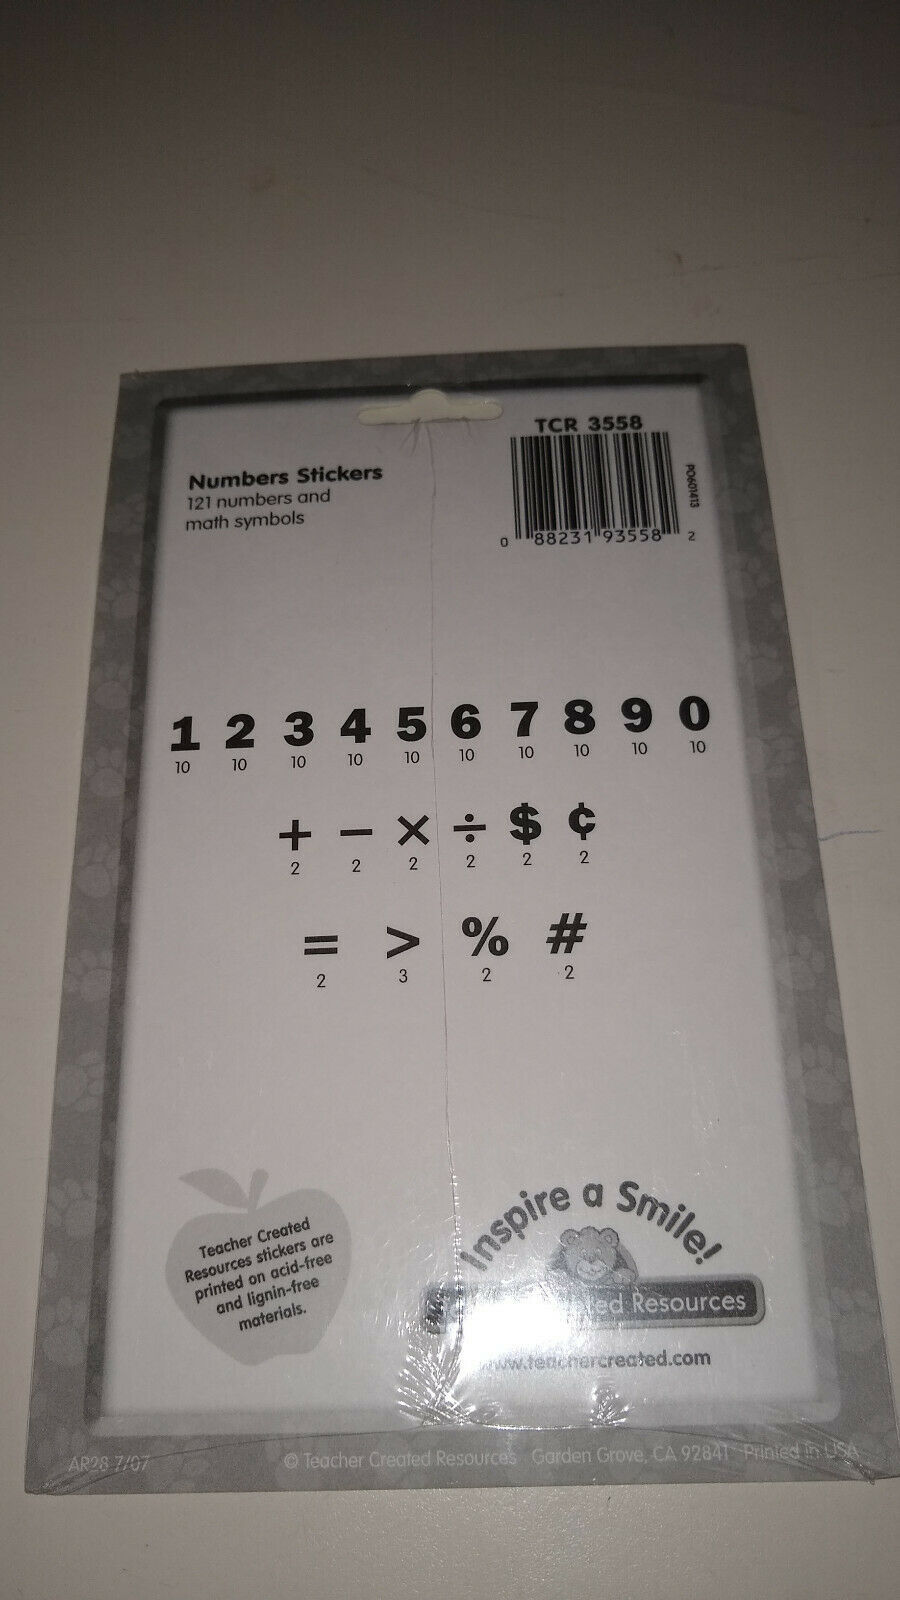 TCR 3558
Numbers Stickers
121 numbers and
math symbols
PO601413
0 88231 93558 2
1 2 3 4 5 6 7 8 9 0
10 10 10 10 10 10 10 10 10 10
+ − × ÷ $ ¢
2 2 2 2 2 2
= > % #
2 3 2 2
Teacher Created
Resources stickers are
printed on acid-free
and lignin-free
materials.
Inspire a Smile!
Resources
www.teachercreated.com
AR28 7/07 © Teacher Created Resources Garden Grove, CA 92841 Printed in USA